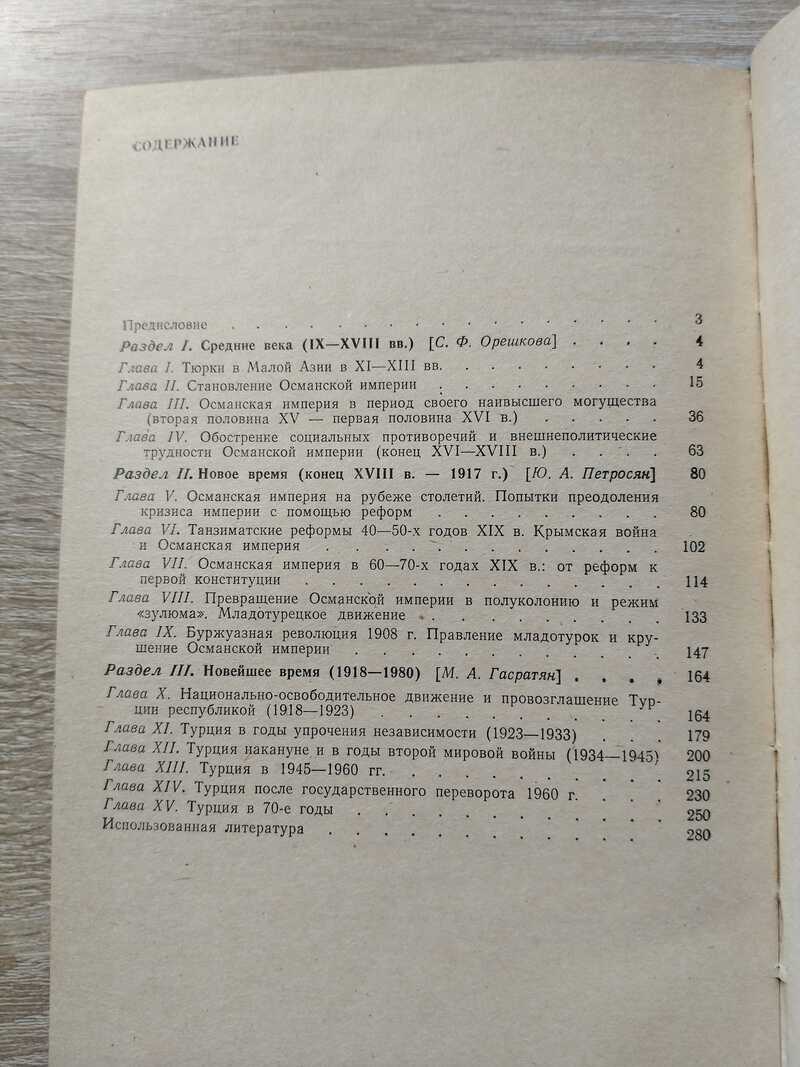 СОДЕРЖАНИЕ
Предисловие . . . . . . . . . . . . . . . . . 3
Раздел I. Средние века (IX—XVIII вв.) [С. Ф. Орешкова] . . . . 4
Глава I. Тюрки в Малой Азии в XI—XIII вв. . . . . . . . . 4
Глава II. Становление Османской империи . . . . . . . . . 15
Глава III. Османская империя в период своего наивысшего могущества
(вторая половина XV — первая половина XVI в.) . . . . . 36
Глава IV. Обострение социальных противоречий и внешнеполитические
трудности Османской империи (конец XVI—XVIII в.) . . . . 63
Раздел II. Новое время (конец XVIII в. — 1917 г.) [Ю. А. Петросян] 80
Глава V. Османская империя на рубеже столетий. Попытки преодоления
кризиса империи с помощью реформ . . . . . . . . . 80
Глава VI. Танзиматские реформы 40—50-х годов XIX в. Крымская война
и Османская империя . . . . . . . . . . . . . 102
Глава VII. Османская империя в 60—70-х годах XIX в.: от реформ к
первой конституции . . . . . . . . . . . . . . 114
Глава VIII. Превращение Османской империи в полуколонию и режим
«зулюма». Младотурецкое движение . . . . . . . . . . 133
Глава IX. Буржуазная революция 1908 г. Правление младотурок и кру-
шение Османской империи . . . . . . . . . . . . 147
Раздел III. Новейшее время (1918—1980) [М. А. Гасратян] . . . . 164
Глава X. Национально-освободительное движение и провозглашение Тур-
ции республикой (1918—1923) . . . . . . . . . . . 164
Глава XI. Турция в годы упрочения независимости (1923—1933) . . . 179
Глава XII. Турция накануне и в годы второй мировой войны (1934—1945) 200
Глава XIII. Турция в 1945—1960 гг. . . . . . . . . . . . 215
Глава XIV. Турция после государственного переворота 1960 г. . . . 230
Глава XV. Турция в 70-е годы . . . . . . . . . . . . 250
Использованная литература . . . . . . . . . . . . 280